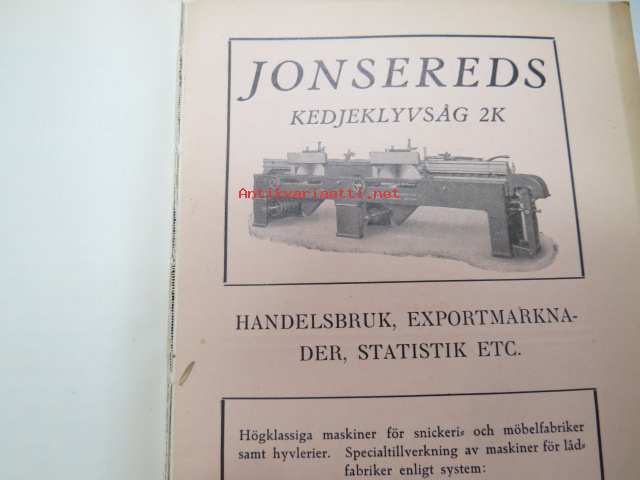 JONSEREDS
KEDJEKLYVSÅG 2K
Antikvariaatti.net
HANDELSBRUK, EXPORTMARKNA-
DER, STATISTIK ETC.
Högklassiga maskiner för snickeri- och möbelfabriker
samt hyvlerier. Specialtillverkning av maskiner för låd-
fabriker enligt system: